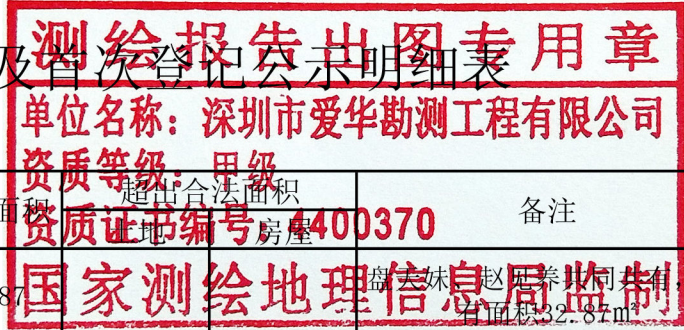 测绘报告出图专用章
及首次登记公示明细表
单位名称：深圳市爱华勘测工程有限公司
资质等级：甲级
超出合法面积
面积 备注
资质证书编号：4400370
土地 房屋
国家测绘地理信息局监制
盘天妹、赵见养共同共有，
87
有面积32.87m²